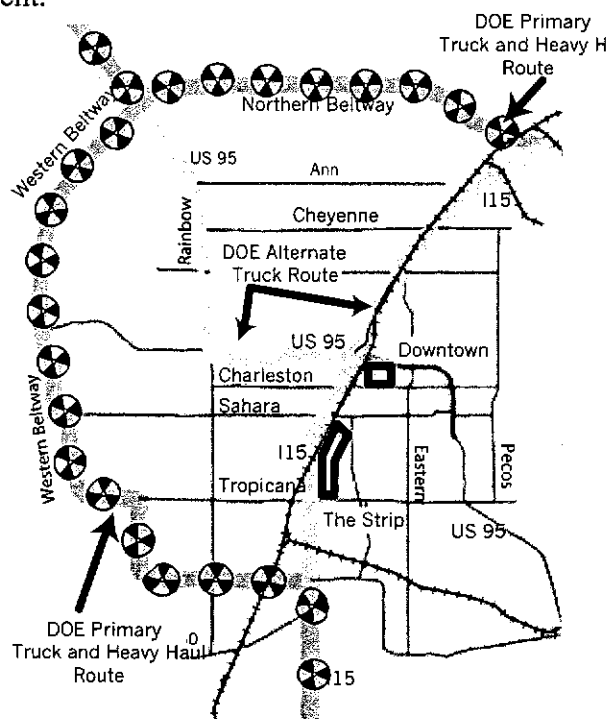 ent.
DOE Primary
Truck and Heavy H
Route
Northern Beltway
Western Beltway
US 95
Ann
I15
Cheyenne
Rainbow
DOE Alternate
Truck Route
US 95
Downtown
Charleston
Sahara
Western Beltway
I15
Eastern
Pecos
Tropicana
The Strip
US 95
DOE Primary
Truck and Heavy Haul
Route
I15